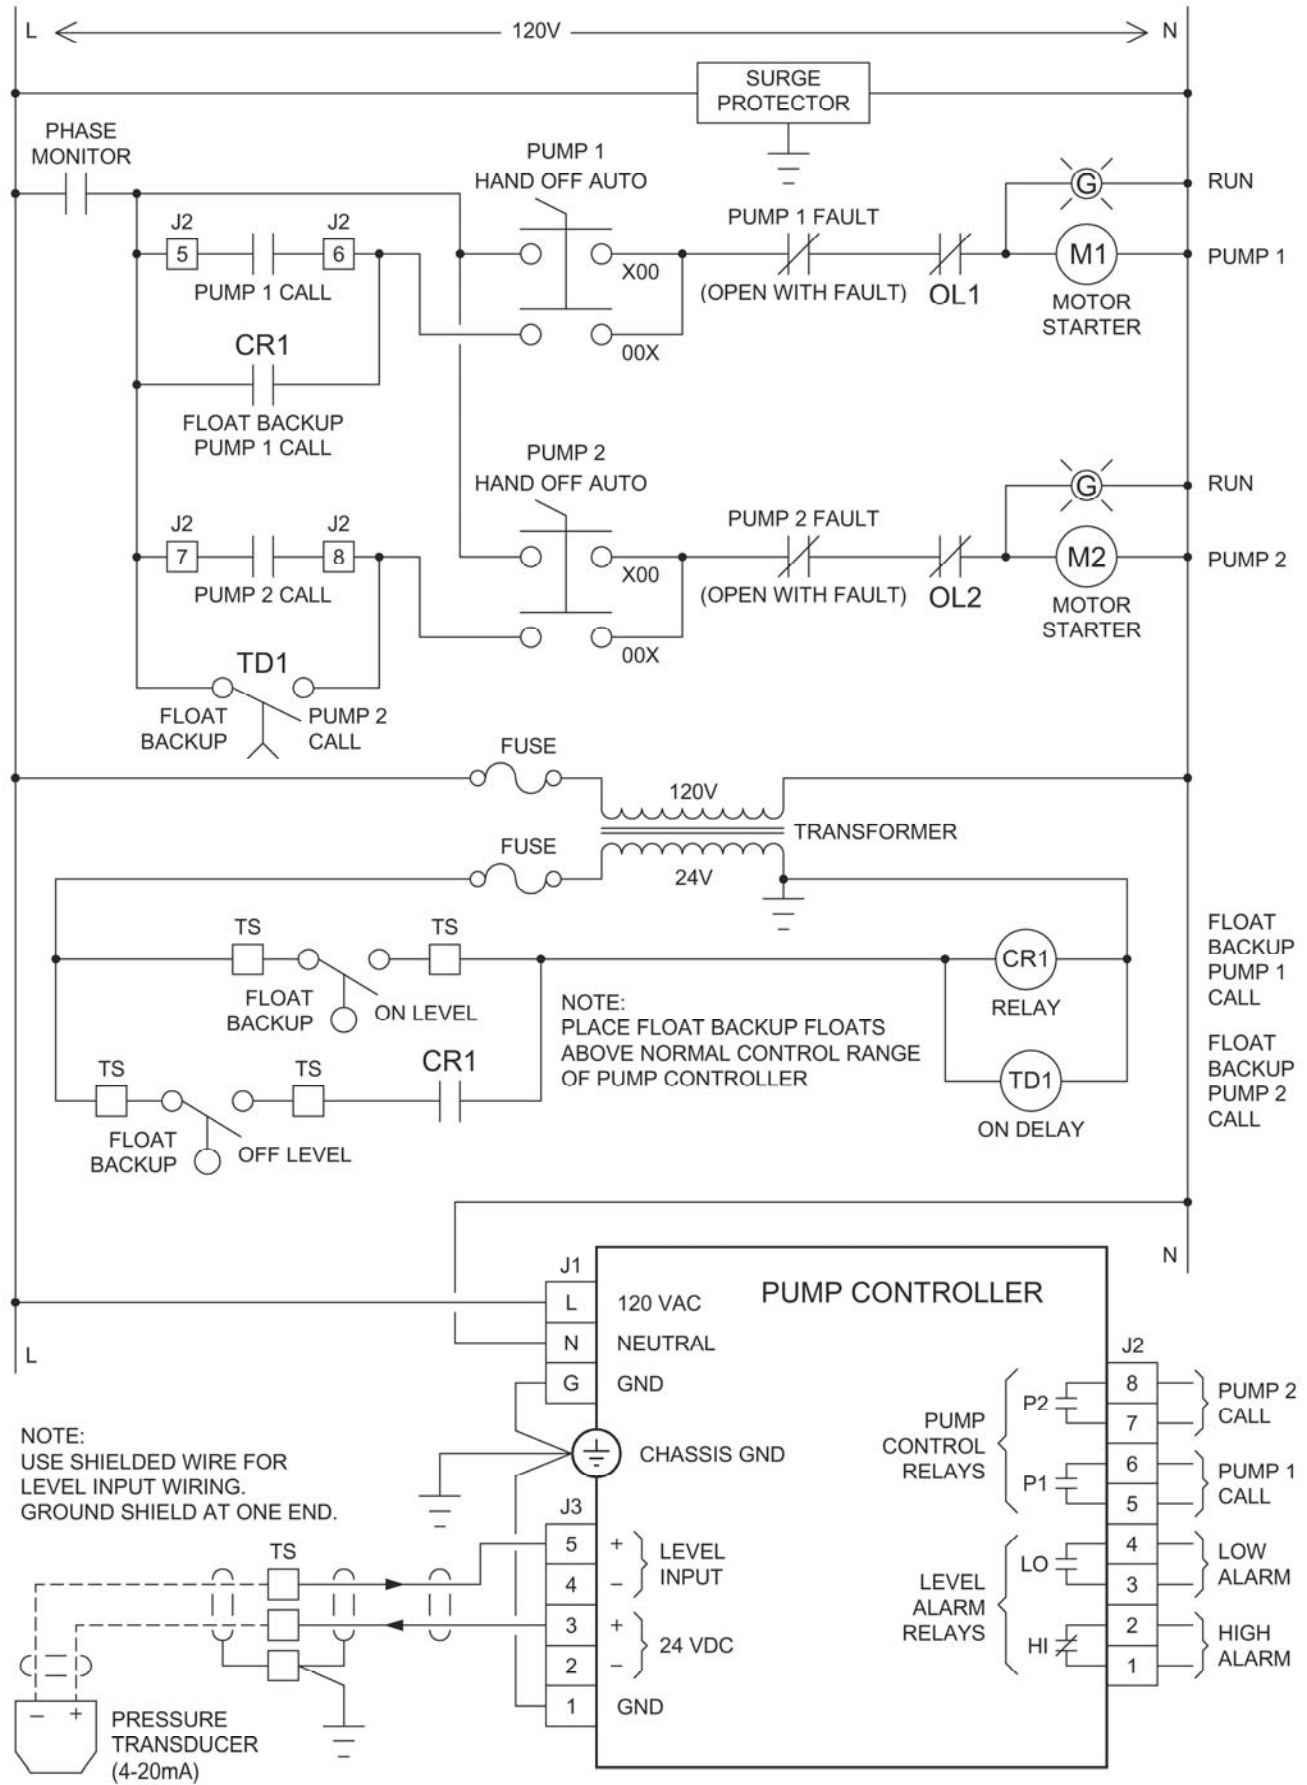 L
120V
N
SURGE
PROTECTOR
PHASE
MONITOR
PUMP 1
HAND OFF AUTO
G
RUN
J2
J2
5
6
PUMP 1 CALL
X00
PUMP 1 FAULT
(OPEN WITH FAULT)
OL1
M1
PUMP 1
MOTOR
STARTER
00X
CR1
FLOAT BACKUP
PUMP 1 CALL
PUMP 2
HAND OFF AUTO
G
RUN
J2
J2
7
8
PUMP 2 CALL
X00
PUMP 2 FAULT
(OPEN WITH FAULT)
OL2
M2
PUMP 2
MOTOR
STARTER
00X
TD1
FLOAT
BACKUP
PUMP 2
CALL
FUSE
120V
TRANSFORMER
FUSE
24V
TS
TS
FLOAT
BACKUP
ON LEVEL
CR1
RELAY
FLOAT
BACKUP
PUMP 1
CALL
NOTE:
PLACE FLOAT BACKUP FLOATS
ABOVE NORMAL CONTROL RANGE
OF PUMP CONTROLLER
TS
TS
CR1
FLOAT
BACKUP
OFF LEVEL
TD1
ON DELAY
FLOAT
BACKUP
PUMP 2
CALL
N
L
J1
PUMP CONTROLLER
L
120 VAC
N
NEUTRAL
G
GND
CHASSIS GND
NOTE:
USE SHIELDED WIRE FOR
LEVEL INPUT WIRING.
GROUND SHIELD AT ONE END.
J3
5
+
4
–
LEVEL
INPUT
3
+
2
–
24 VDC
1
GND
TS
– +
PRESSURE
TRANSDUCER
(4-20mA)
J2
PUMP
CONTROL
RELAYS
P2
8
7
PUMP 2
CALL
P1
6
5
PUMP 1
CALL
LEVEL
ALARM
RELAYS
LO
4
3
LOW
ALARM
HI
2
1
HIGH
ALARM